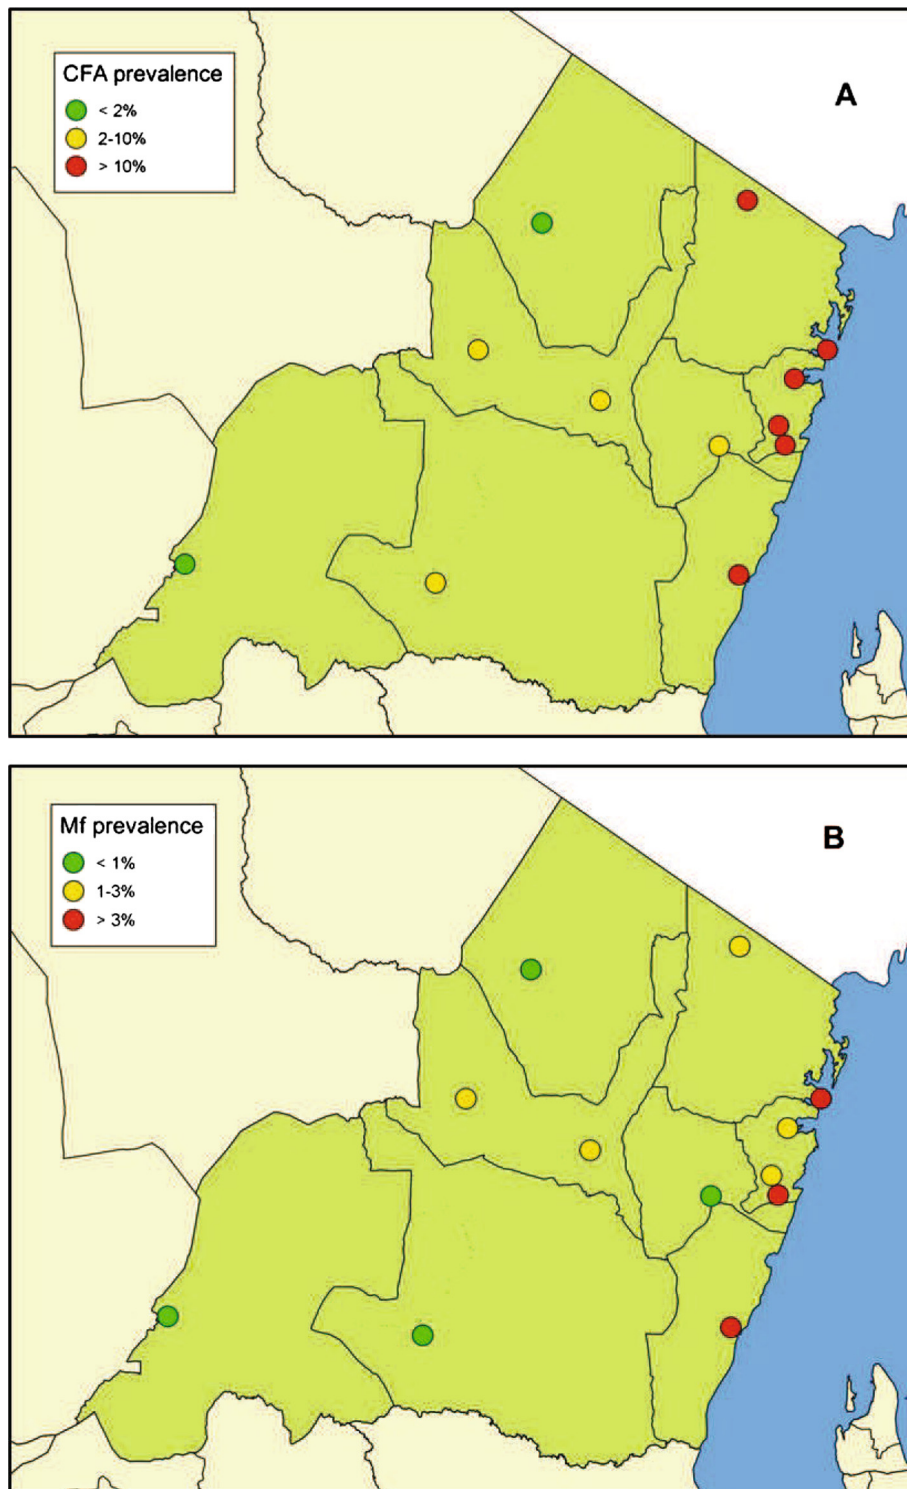 CFA prevalence
< 2%
2-10%
> 10%
A
Mf prevalence
< 1%
1-3%
> 3%
B